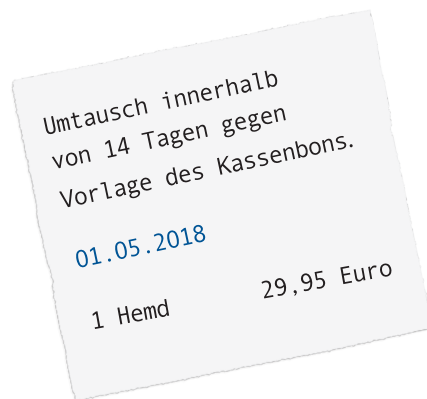 Umtausch innerhalb
von 14 Tagen gegen
Vorlage des Kassenbons.
01.05.2018
1 Hemd 29,95 Euro